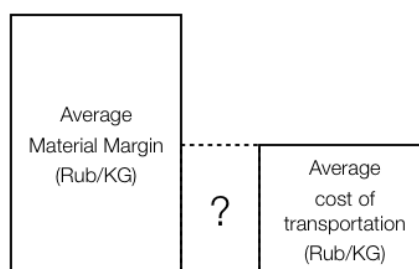 Average
Material Margin
(Rub/KG)
?
Average
cost of
transportation
(Rub/KG)